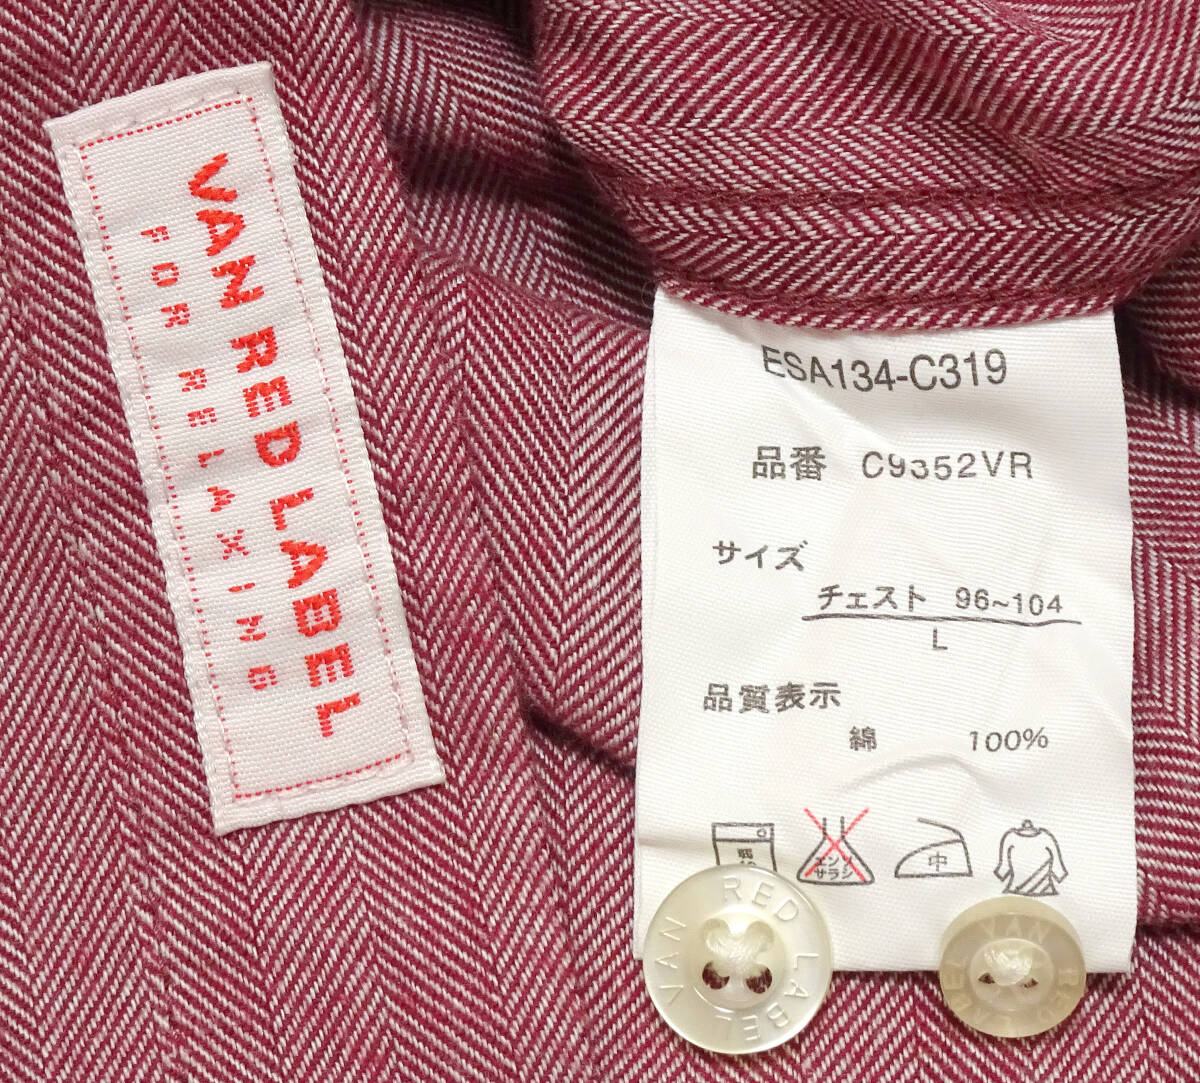 VAN RED LABEL
FOR RELAXING
ESA134-C319
品番 C9352VR
サイズ
チェスト 96~104
L
品質表示
綿 100%
弱
エンソ
サラシ
中
VAN RED LABEL
VAN RED LABEL